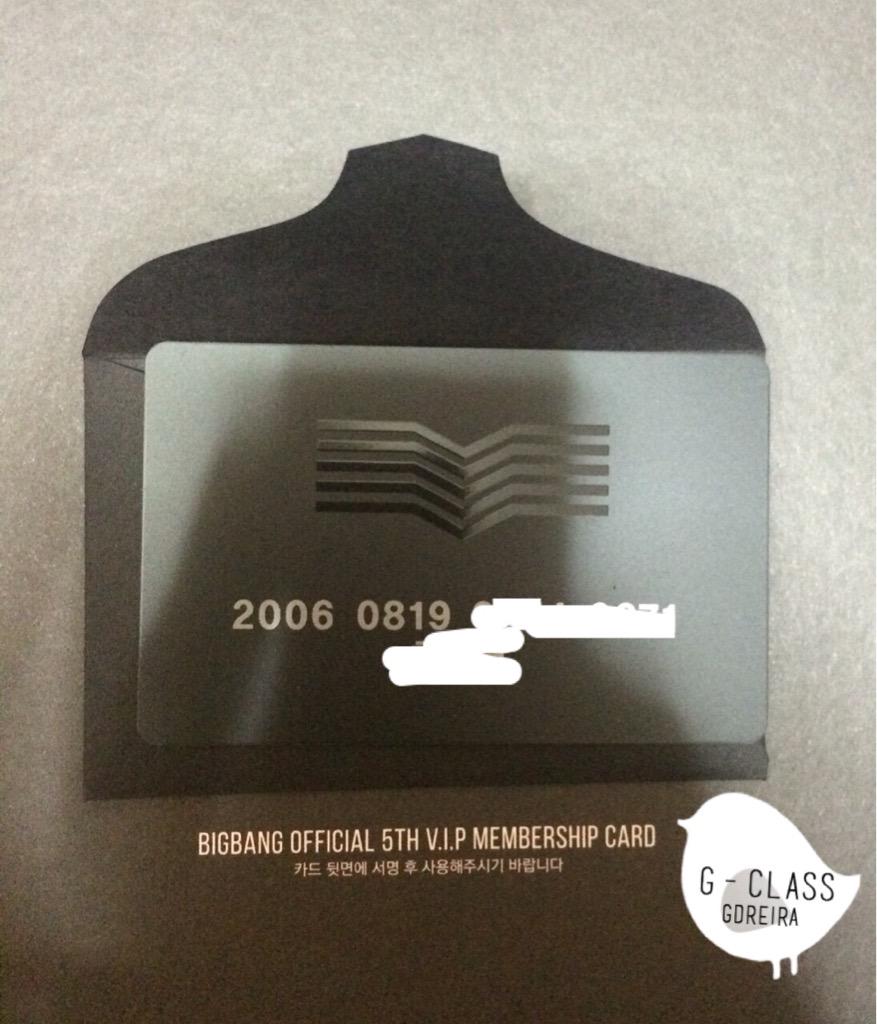 2006 0819
BIGBANG OFFICIAL 5TH V.I.P MEMBERSHIP CARD
카드 뒷면에 서명 후 사용해주시기 바랍니다
G - CLASS
GDREIRA